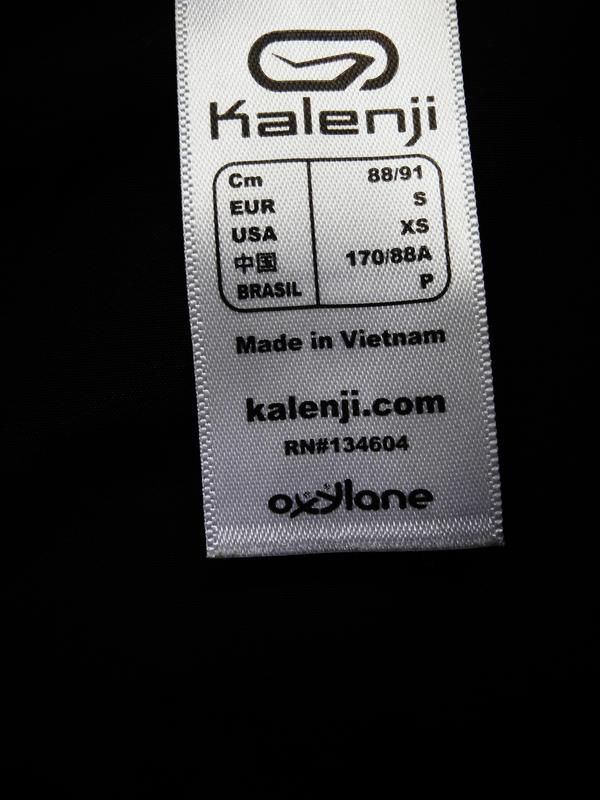 Kalenji
Cm 88/91
EUR S
USA XS
中国 170/88A
BRASIL P
Made in Vietnam
kalenji.com
RN#134604
oxylane